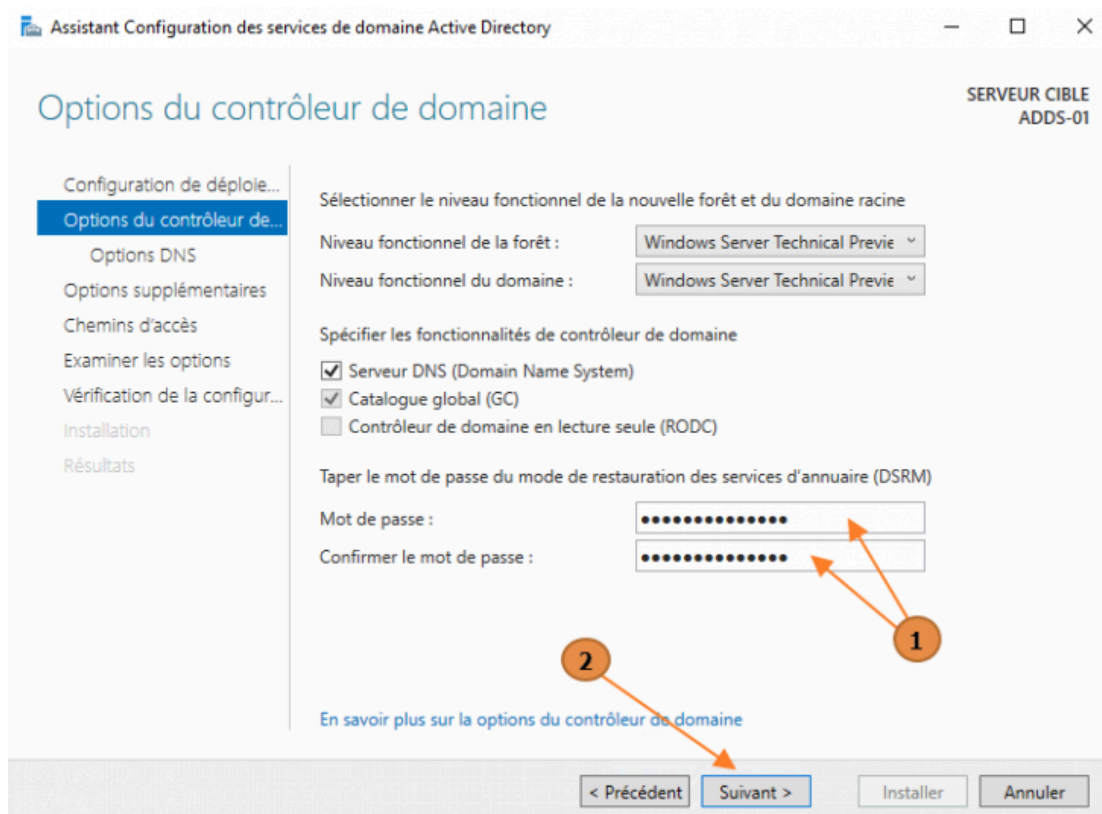 Assistant Configuration des services de domaine Active Directory
Options du contrôleur de domaine
SERVEUR CIBLE
ADDS-01
Configuration de déploie...
Options du contrôleur de...
Options DNS
Options supplémentaires
Chemins d'accès
Examiner les options
Vérification de la configur...
Installation
Résultats
Sélectionner le niveau fonctionnel de la nouvelle forêt et du domaine racine
Niveau fonctionnel de la forêt :
Windows Server Technical Previe
Niveau fonctionnel du domaine :
Windows Server Technical Previe
Spécifier les fonctionnalités de contrôleur de domaine
Serveur DNS (Domain Name System)
Catalogue global (GC)
Contrôleur de domaine en lecture seule (RODC)
Taper le mot de passe du mode de restauration des services d'annuaire (DSRM)
Mot de passe :
●●●●●●●●●●●●●●
Confirmer le mot de passe :
●●●●●●●●●●●●●●
1
2
En savoir plus sur la options du contrôleur de domaine
< Précédent
Suivant >
Installer
Annuler